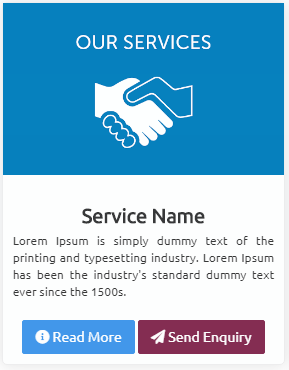 OUR SERVICES
Service Name
Lorem Ipsum is simply dummy text of the
printing and typesetting industry. Lorem Ipsum
has been the industry's standard dummy text
ever since the 1500s.
Read More
Send Enquiry